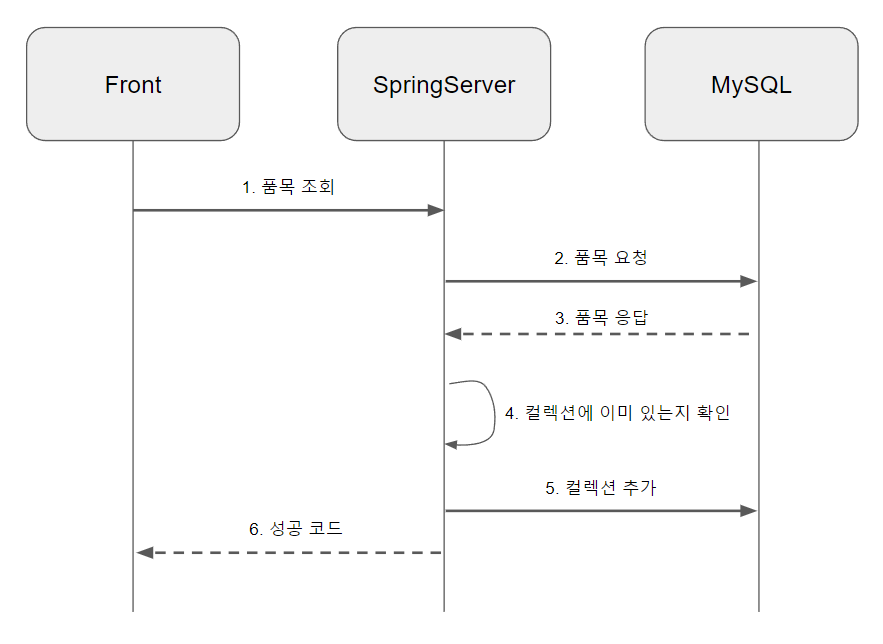 Front
SpringServer
MySQL
1. 품목 조회
2. 품목 요청
3. 품목 응답
4. 컬렉션에 이미 있는지 확인
5. 컬렉션 추가
6. 성공 코드